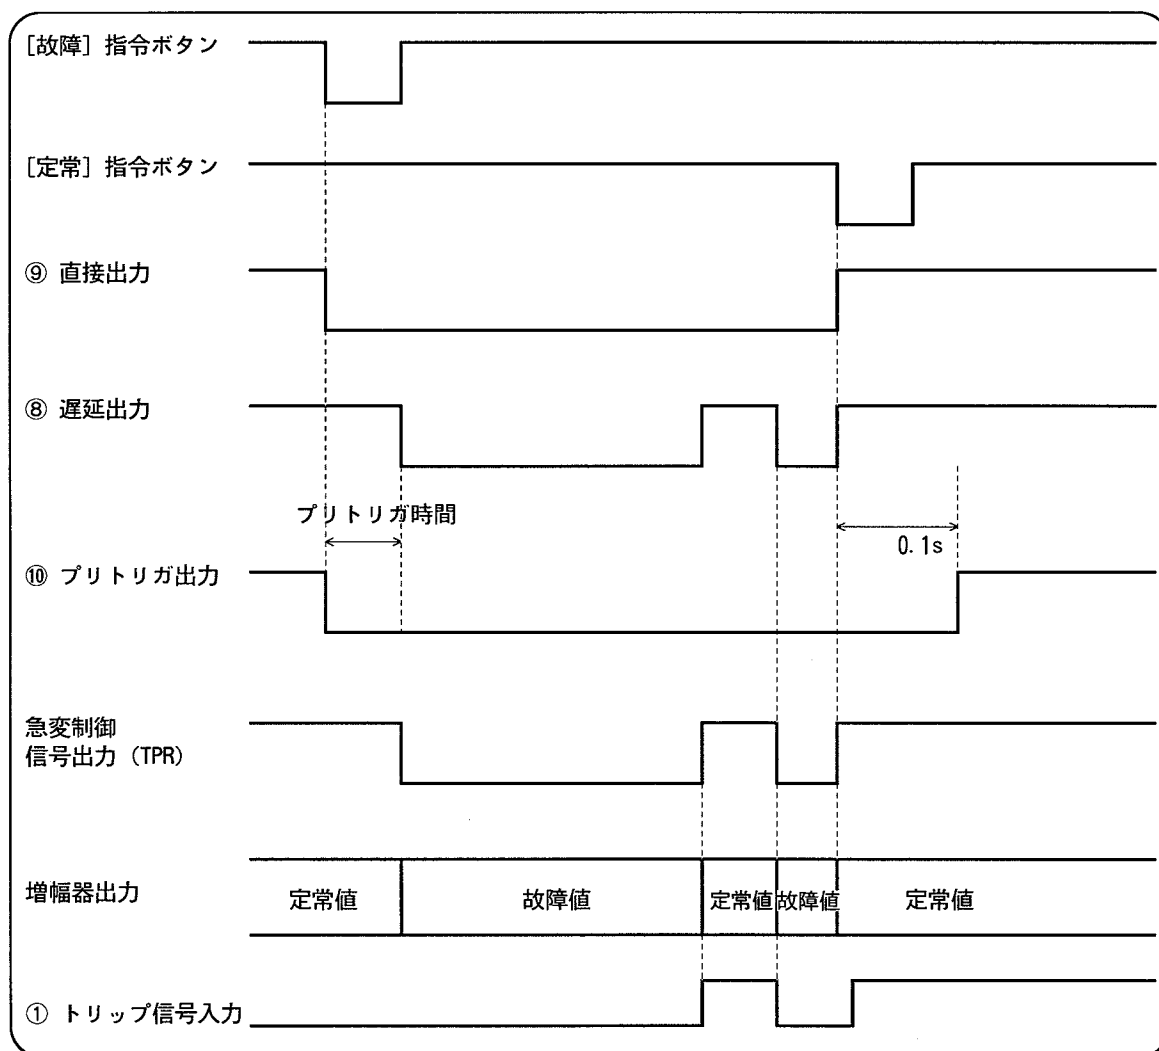 ［故障］指令ボタン
［定常］指令ボタン
⑨ 直接出力
⑧ 遅延出力
プリトリガ時間
0.1s
⑩ プリトリガ出力
急変制御
信号出力（TPR）
増幅器出力
定常値
故障値
定常値
故障値
定常値
① トリップ信号入力